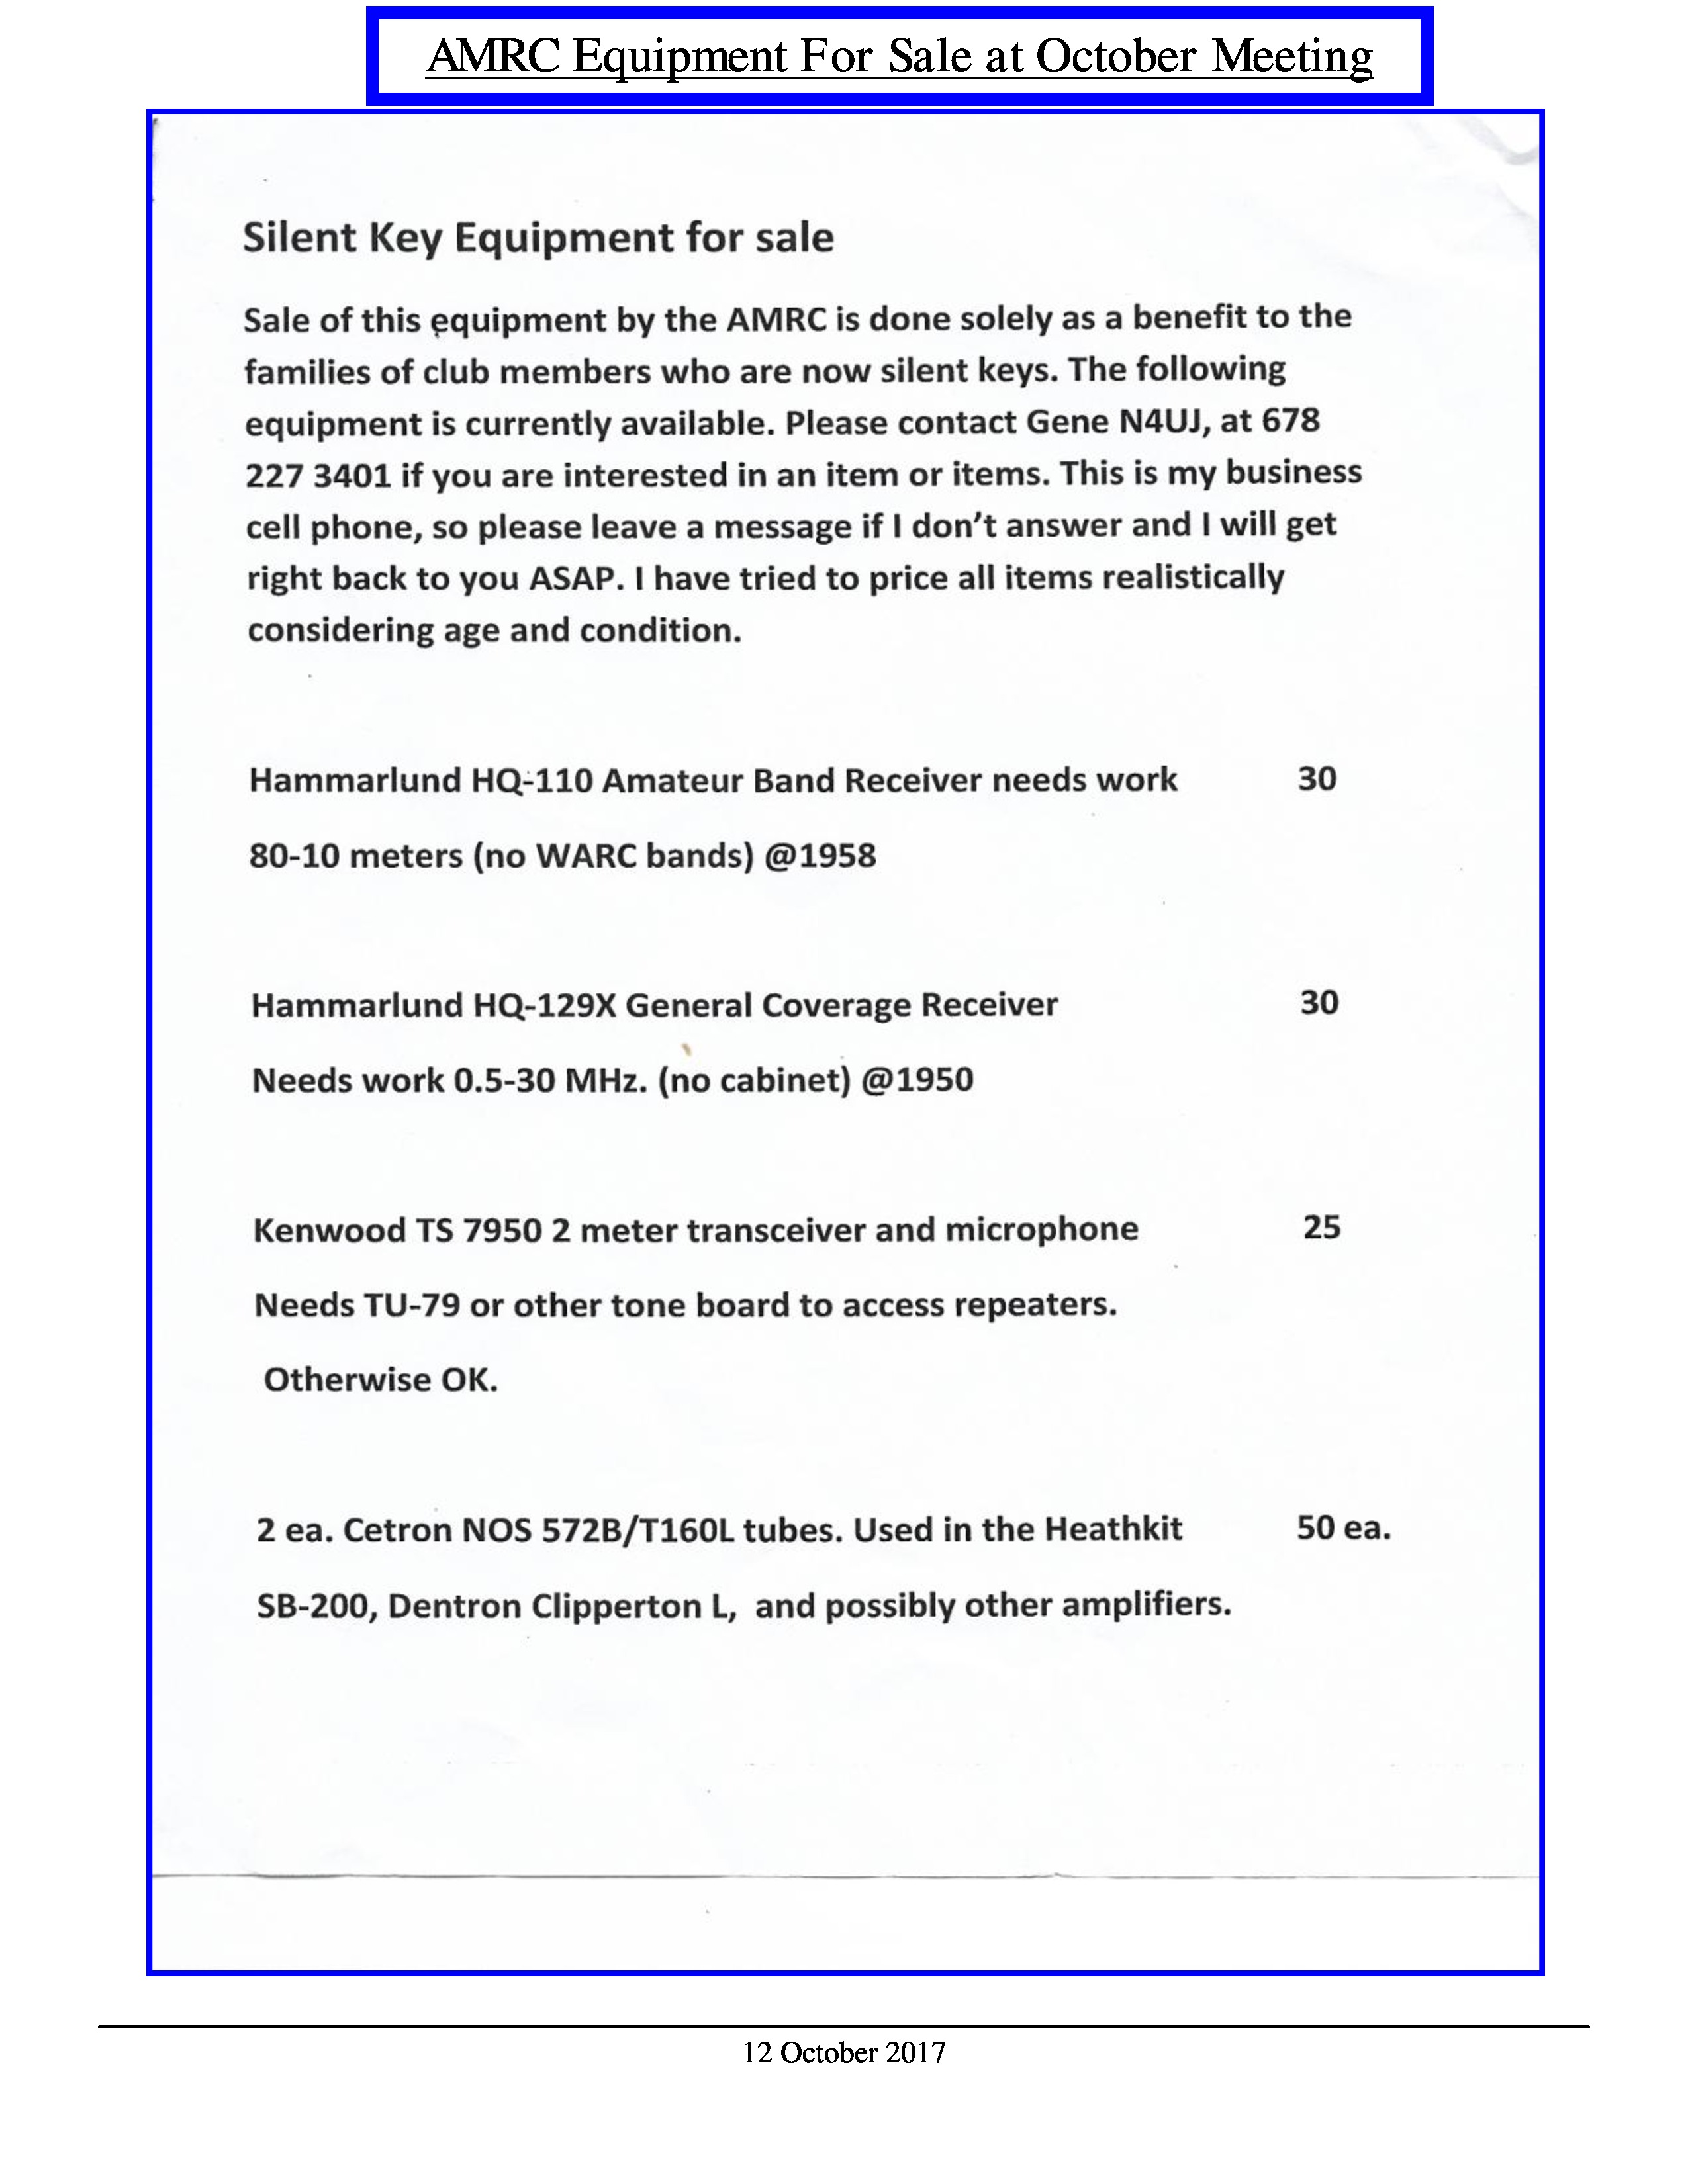 AMRC Equipment For Sale at October Meeting
Silent Key Equipment for sale
Sale of this equipment by the AMRC is done solely as a benefit to the
families of club members who are now silent keys. The following
equipment is currently available. Please contact Gene N4UJ, at 678
227 3401 if you are interested in an item or items. This is my business
cell phone, so please leave a message if I don’t answer and I will get
right back to you ASAP. I have tried to price all items realistically
considering age and condition.
Hammarlund HQ-110 Amateur Band Receiver needs work 30
80-10 meters (no WARC bands) @1958
Hammarlund HQ-129X General Coverage Receiver 30
Needs work 0.5-30 MHz. (no cabinet) @1950
Kenwood TS 7950 2 meter transceiver and microphone 25
Needs TU-79 or other tone board to access repeaters.
Otherwise OK.
2 ea. Cetron NOS 572B/T160L tubes. Used in the Heathkit 50 ea.
SB-200, Dentron Clipperton L, and possibly other amplifiers.
12 October 2017